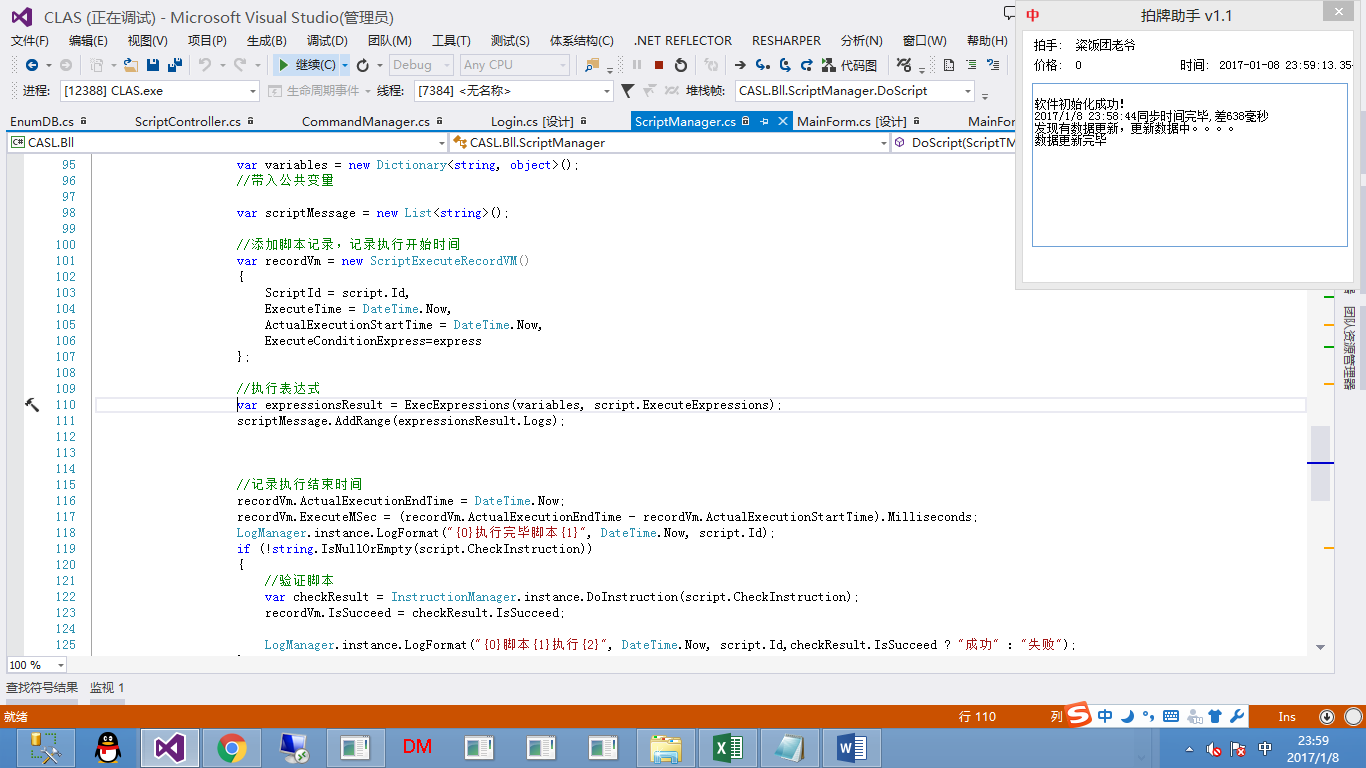 CLAS (正在调试) - Microsoft Visual Studio(管理员)
文件(F) 编辑(E) 视图(V) 项目(P) 生成(B) 调试(D) 团队(M) 工具(T) 测试(S) 体系结构(C) .NET REFLECTOR RESHARPER 分析(N) 窗口(W) 帮助(H)
继续(C) Debug Any CPU 代码图
进程: [12388] CLAS.exe 生命周期事件 线程: [7384] <无名称> 堆栈帧: CASL.Bll.ScriptManager.DoScript
EnumDB.cs ScriptController.cs CommandManager.cs Login.cs [设计] ScriptManager.cs MainForm.cs [设计] MainFor
CASL.Bll CASL.Bll.ScriptManager DoScript(ScriptTM
95 var variables = new Dictionary<string, object>();
96 //带入公共变量
97
98 var scriptMessage = new List<string>();
99
100 //添加脚本记录，记录执行开始时间
101 var recordVm = new ScriptExecuteRecordVM()
102 {
103 ScriptId = script.Id,
104 ExecuteTime = DateTime.Now,
105 ActualExecutionStartTime = DateTime.Now,
106 ExecuteConditionExpress=express
107 };
108
109 //执行表达式
110 var expressionsResult = ExecExpressions(variables, script.ExecuteExpressions);
111 scriptMessage.AddRange(expressionsResult.Logs);
112
113
114
115 //记录执行结束时间
116 recordVm.ActualExecutionEndTime = DateTime.Now;
117 recordVm.ExecuteMSec = (recordVm.ActualExecutionEndTime - recordVm.ActualExecutionStartTime).Milliseconds;
118 LogManager.instance.LogFormat("{0}执行完毕脚本{1}", DateTime.Now, script.Id);
119 if (!string.IsNullOrEmpty(script.CheckInstruction))
120 {
121 //验证脚本
122 var checkResult = InstructionManager.instance.DoInstruction(script.CheckInstruction);
123 recordVm.IsSucceed = checkResult.IsSucceed;
124
125 LogManager.instance.LogFormat("{0}脚本{1}执行{2}", DateTime.Now, script.Id,checkResult.IsSucceed ? "成功" : "失败");
中 拍牌助手 v1.1
拍手: 粢饭团老爷
价格: 0 时间: 2017-01-08 23:59:13.35
软件初始化成功!
2017/1/8 23:58:44同步时间完毕,差638毫秒
发现有数据更新，更新数据中。。。。
数据更新完毕
团队资源管理器
100 %
查找符号结果 监视 1
就绪 行 110 列 中 Ins
DM
中 23:59
2017/1/8